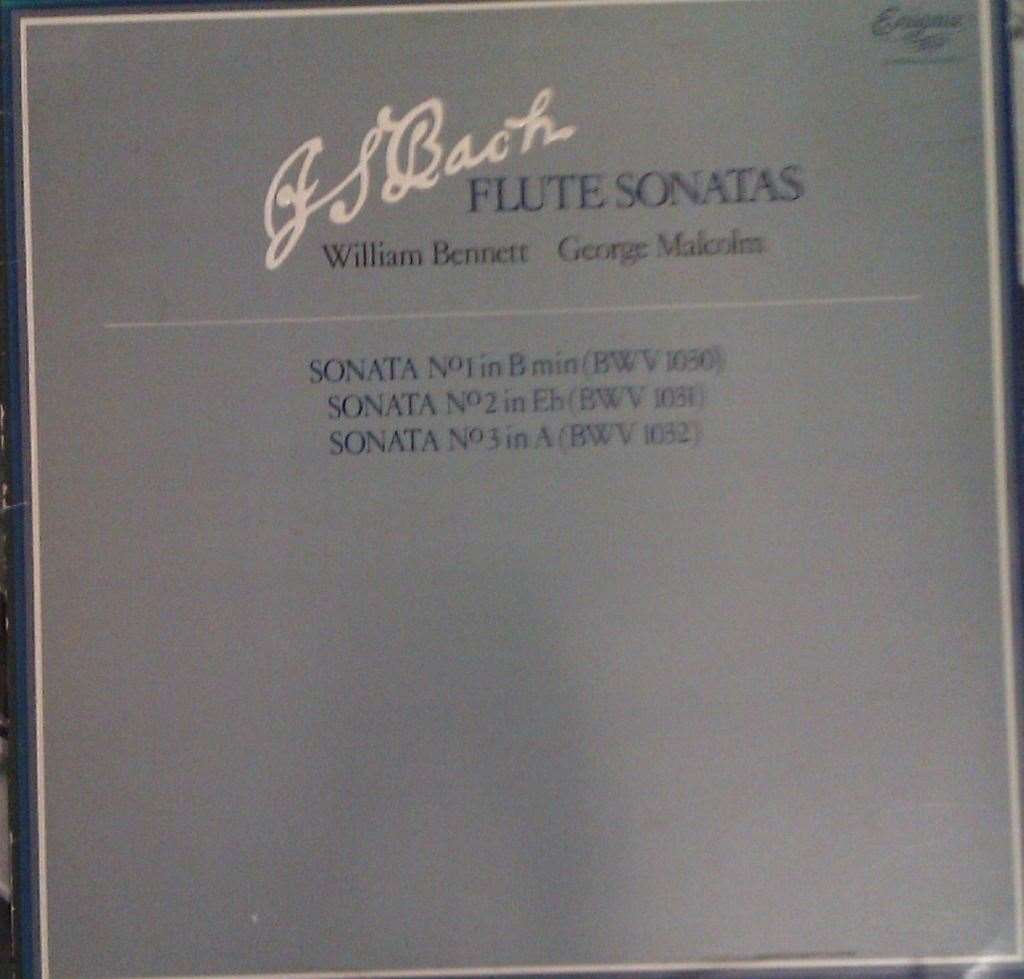 Enigma
J S Bach
FLUTE SONATAS
William Bennett George Malcolm
SONATA Nº1 in B min (BWV 1030)
SONATA Nº2 in Eb (BWV 1031)
SONATA Nº3 in A (BWV 1032)